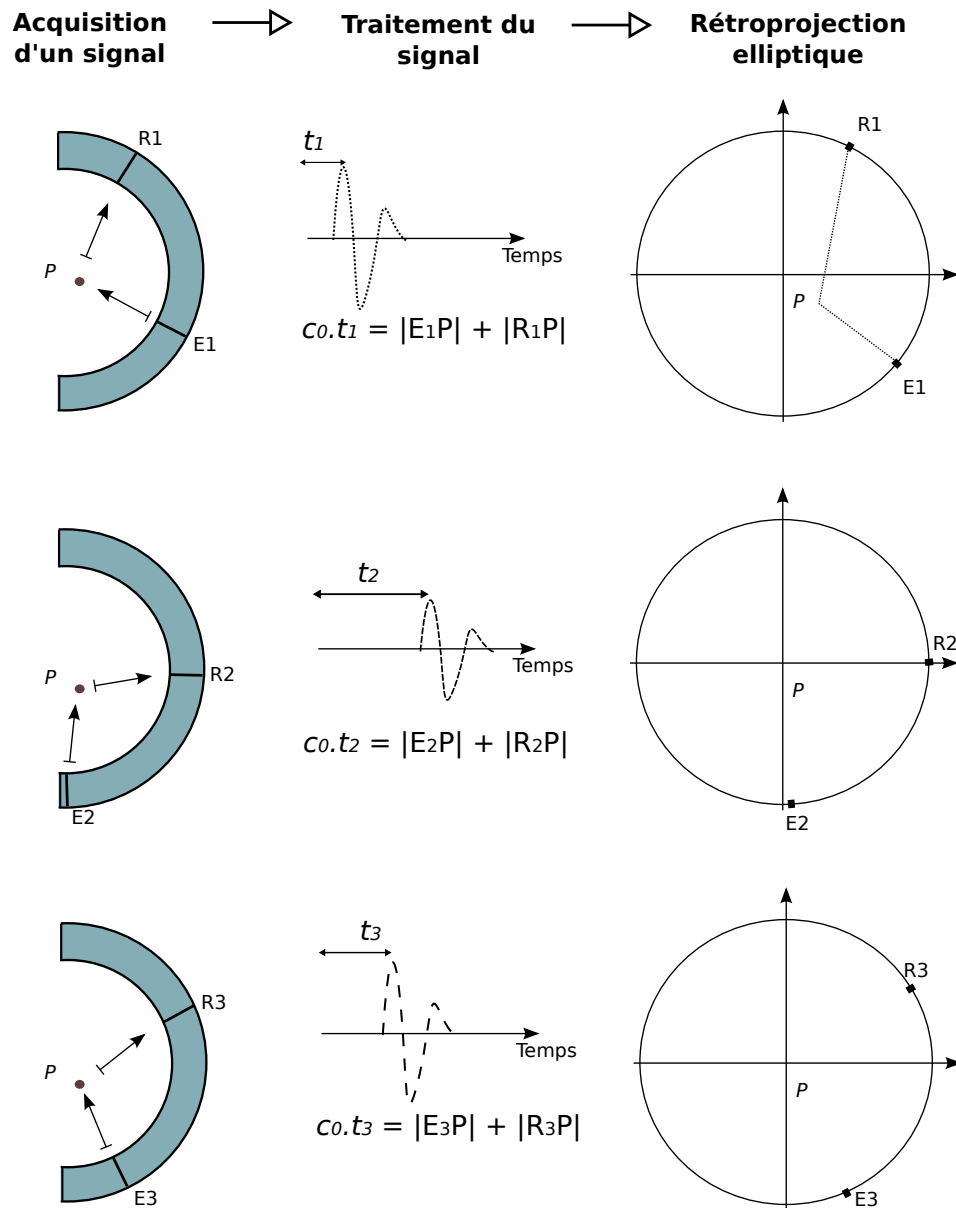 Acquisition
d'un signal
Traitement du
signal
Rétroprojection
elliptique
R1
P
E1
t1
Temps
c0.t1 = |E1P| + |R1P|
R1
P
E1
R2
P
E2
t2
Temps
c0.t2 = |E2P| + |R2P|
R2
P
E2
R3
P
E3
t3
Temps
c0.t3 = |E3P| + |R3P|
R3
P
E3